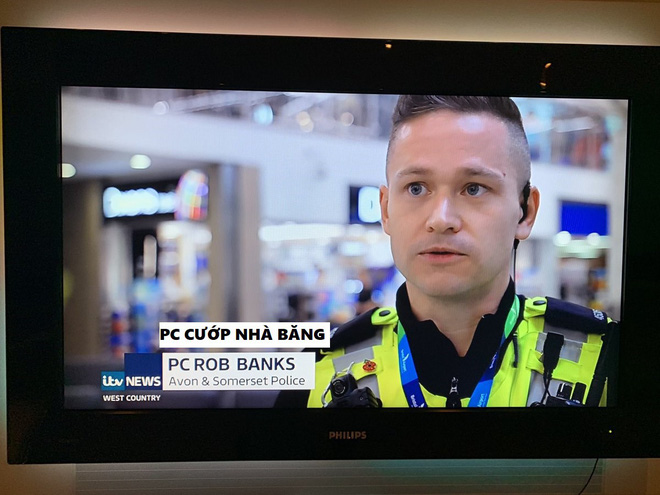 PC CƯỚP NHÀ BĂNG
PC ROB BANKS
Avon & Somerset Police
itv NEWS
WEST COUNTRY
PHILIPS